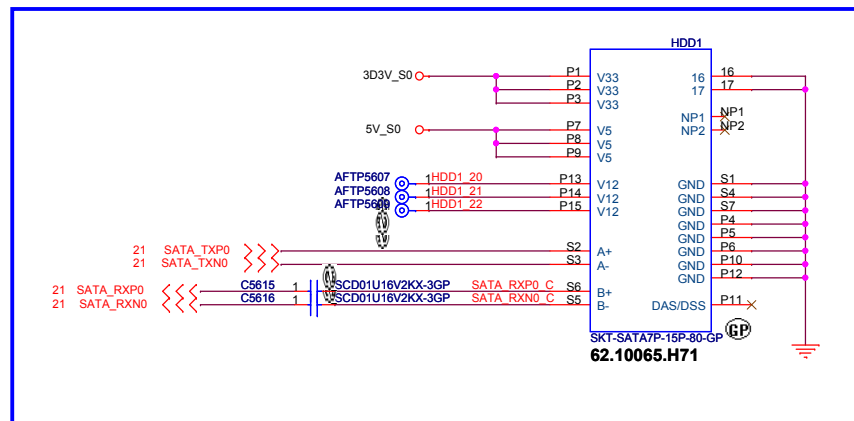 HDD1
3D3V_S0
P1 V33 16 16
P2 V33 17 17
P3 V33
NP1 NP1
5V_S0
P7 V5 NP2 NP2
P8 V5
P9 V5
AFTP5607 1 HDD1_20 P13 V12 GND S1
AFTP5608 1 HDD1_21 P14 V12 GND S4
AFTP5609 1 HDD1_22 P15 V12 GND S7
GND P4
GND P5
21 SATA_TXP0 S2 A+ GND P6
21 SATA_TXN0 S3 A- GND P10
GND P12
21 SATA_RXP0 C5615 1 SCD01U16V2KX-3GP SATA_RXP0_C S6 B+
21 SATA_RXN0 C5616 1 SCD01U16V2KX-3GP SATA_RXN0_C S5 B- DAS/DSS P11
GP
SKT-SATA7P-15P-80-GP
62.10065.H71